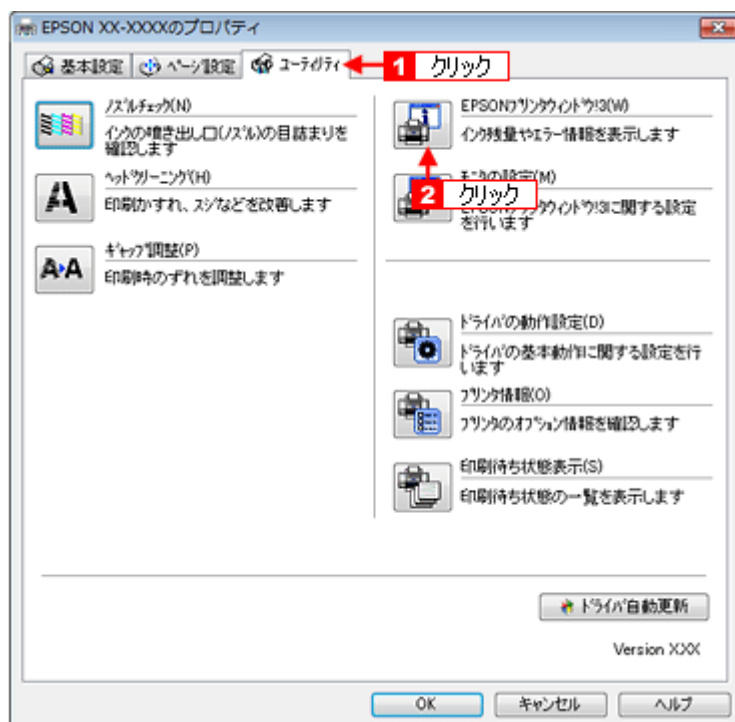 EPSON XX-XXXXのプロパティ
基本設定
ページ設定
ユーティリティ
1 クリック
ノズルチェック(N)
インクの噴き出し口(ノズル)の目詰まりを
確認します
ヘッドクリーニング(H)
印刷かすれ、スジなどを改善します
ギャップ調整(P)
印刷時のずれを調整します
EPSONプリンタウィンドウ!3(W)
インク残量やエラー情報を表示します
2 クリック
モニタの設定(M)
EPSONプリンタウィンドウ!3に関する設定
を行います
ドライバの動作設定(D)
ドライバの基本動作に関する設定を行
います
プリンタ情報(O)
プリンタのオプション情報を確認します
印刷待ち状態表示(S)
印刷待ち状態の一覧を表示します
ドライバ自動更新
Version X.XX
OK
キャンセル
ヘルプ